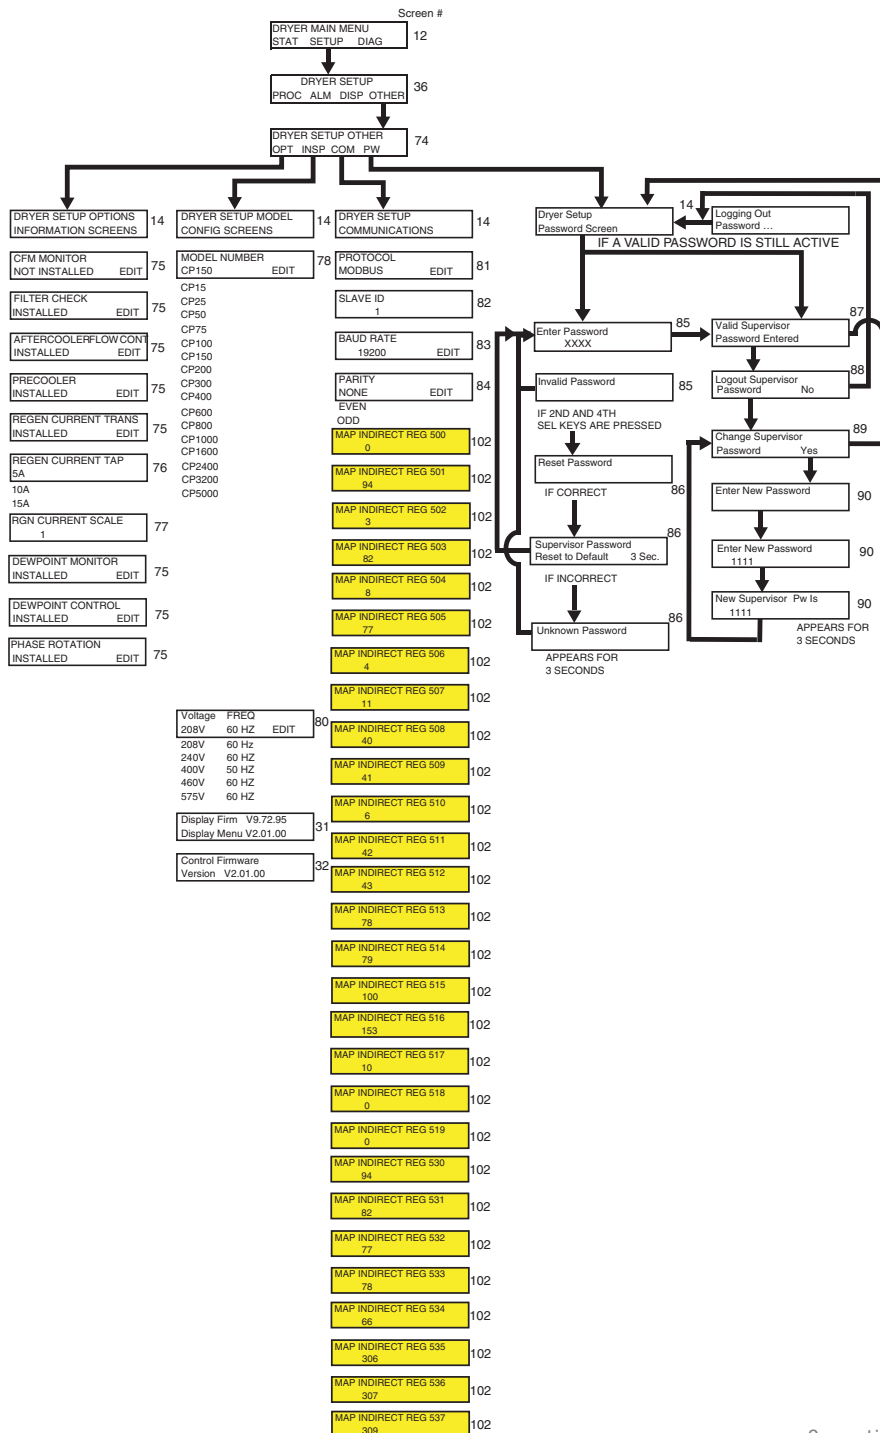 Screen #
DRYER MAIN MENU
STAT SETUP DIAG
12
DRYER SETUP
PROC ALM DISP OTHER
36
DRYER SETUP OTHER
OPT INSP COM PW
74
DRYER SETUP OPTIONS
INFORMATION SCREENS
14
CFM MONITOR
NOT INSTALLED EDIT
75
FILTER CHECK
INSTALLED EDIT
75
AFTERCOOLERFLOW CONT
INSTALLED EDIT
75
PRECOOLER
INSTALLED EDIT
75
REGEN CURRENT TRANS
INSTALLED EDIT
75
REGEN CURRENT TAP
5A
76
10A
15A
RGN CURRENT SCALE
1
77
DEWPOINT MONITOR
INSTALLED EDIT
75
DEWPOINT CONTROL
INSTALLED EDIT
75
PHASE ROTATION
INSTALLED EDIT
75
DRYER SETUP MODEL
CONFIG SCREENS
14
MODEL NUMBER
CP150 EDIT
78
CP15
CP25
CP50
CP75
CP100
CP150
CP200
CP300
CP400
CP600
CP800
CP1000
CP1600
CP2400
CP3200
CP5000
Voltage FREQ
208V 60 HZ EDIT
80
208V 60 Hz
240V 60 HZ
400V 50 HZ
460V 60 HZ
575V 60 HZ
Display Firm V9.72.95
Display Menu V2.01.00
31
Control Firmware
Version V2.01.00
32
DRYER SETUP
COMMUNICATIONS
14
PROTOCOL
MODBUS EDIT
81
SLAVE ID
1
82
BAUD RATE
19200 EDIT
83
PARITY
NONE EDIT
84
EVEN
ODD
MAP INDIRECT REG 500
0
102
MAP INDIRECT REG 501
94
102
MAP INDIRECT REG 502
3
102
MAP INDIRECT REG 503
82
102
MAP INDIRECT REG 504
8
102
MAP INDIRECT REG 505
77
102
MAP INDIRECT REG 506
4
102
MAP INDIRECT REG 507
11
102
MAP INDIRECT REG 508
40
102
MAP INDIRECT REG 509
41
102
MAP INDIRECT REG 510
6
102
MAP INDIRECT REG 511
42
102
MAP INDIRECT REG 512
43
102
MAP INDIRECT REG 513
78
102
MAP INDIRECT REG 514
79
102
MAP INDIRECT REG 515
100
102
MAP INDIRECT REG 516
153
102
MAP INDIRECT REG 517
10
102
MAP INDIRECT REG 518
0
102
MAP INDIRECT REG 519
0
102
MAP INDIRECT REG 530
94
102
MAP INDIRECT REG 531
82
102
MAP INDIRECT REG 532
77
102
MAP INDIRECT REG 533
78
102
MAP INDIRECT REG 534
66
102
MAP INDIRECT REG 535
306
102
MAP INDIRECT REG 536
307
102
MAP INDIRECT REG 537
309
102
Dryer Setup
Password Screen
14
Logging Out
Password ...
IF A VALID PASSWORD IS STILL ACTIVE
Enter Password
XXXX
85
Invalid Password
85
IF 2ND AND 4TH
SEL KEYS ARE PRESSED
Reset Password
86
IF CORRECT
Supervisor Password
Reset to Default 3 Sec.
86
IF INCORRECT
Unknown Password
86
APPEARS FOR
3 SECONDS
Valid Supervisor
Password Entered
87
Logout Supervisor
Password No
88
Change Supervisor
Password Yes
89
Enter New Password
90
Enter New Password
1111
90
New Supervisor Pw Is
1111
90
APPEARS FOR
3 SECONDS